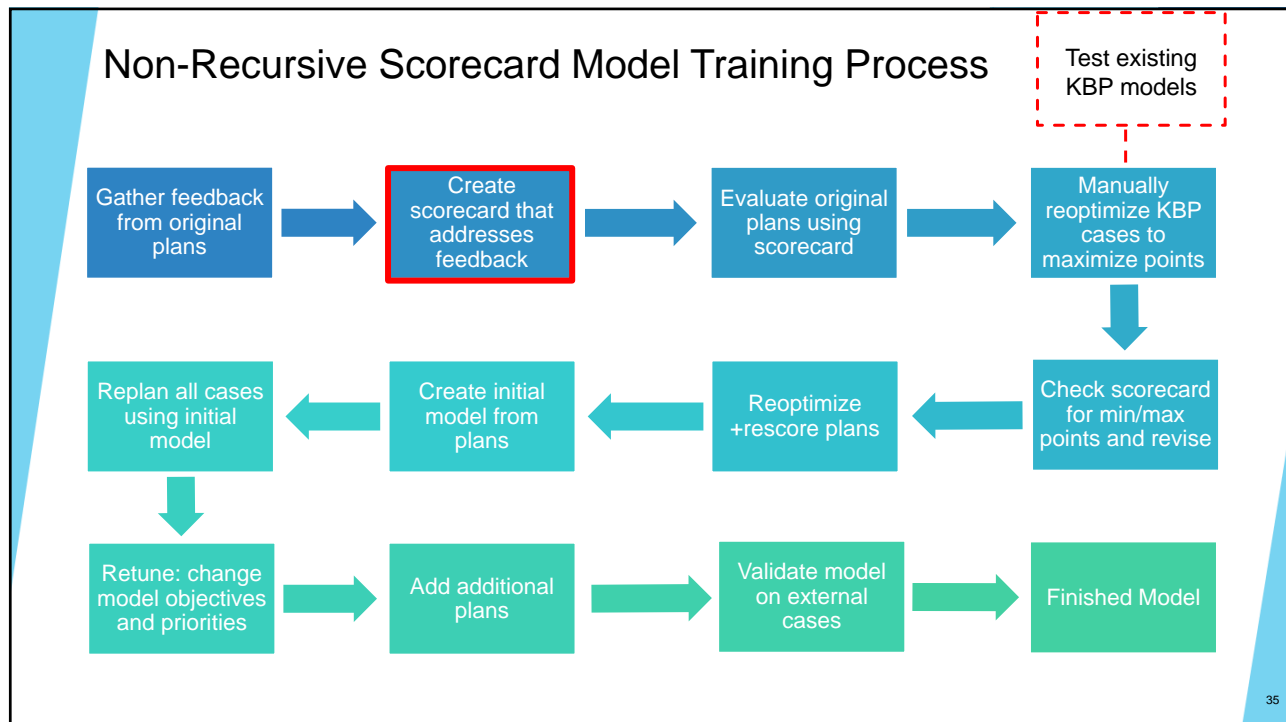 Non-Recursive Scorecard Model Training Process
Test existing
KBP models
Gather feedback
from original
plans
Create
scorecard that
addresses
feedback
Evaluate original
plans using
scorecard
Manually
reoptimize KBP
cases to
maximize points
Check scorecard
for min/max
points and revise
Reoptimize
+rescore plans
Create initial
model from
plans
Replan all cases
using initial
model
Retune: change
model objectives
and priorities
Add additional
plans
Validate model
on external
cases
Finished Model
35